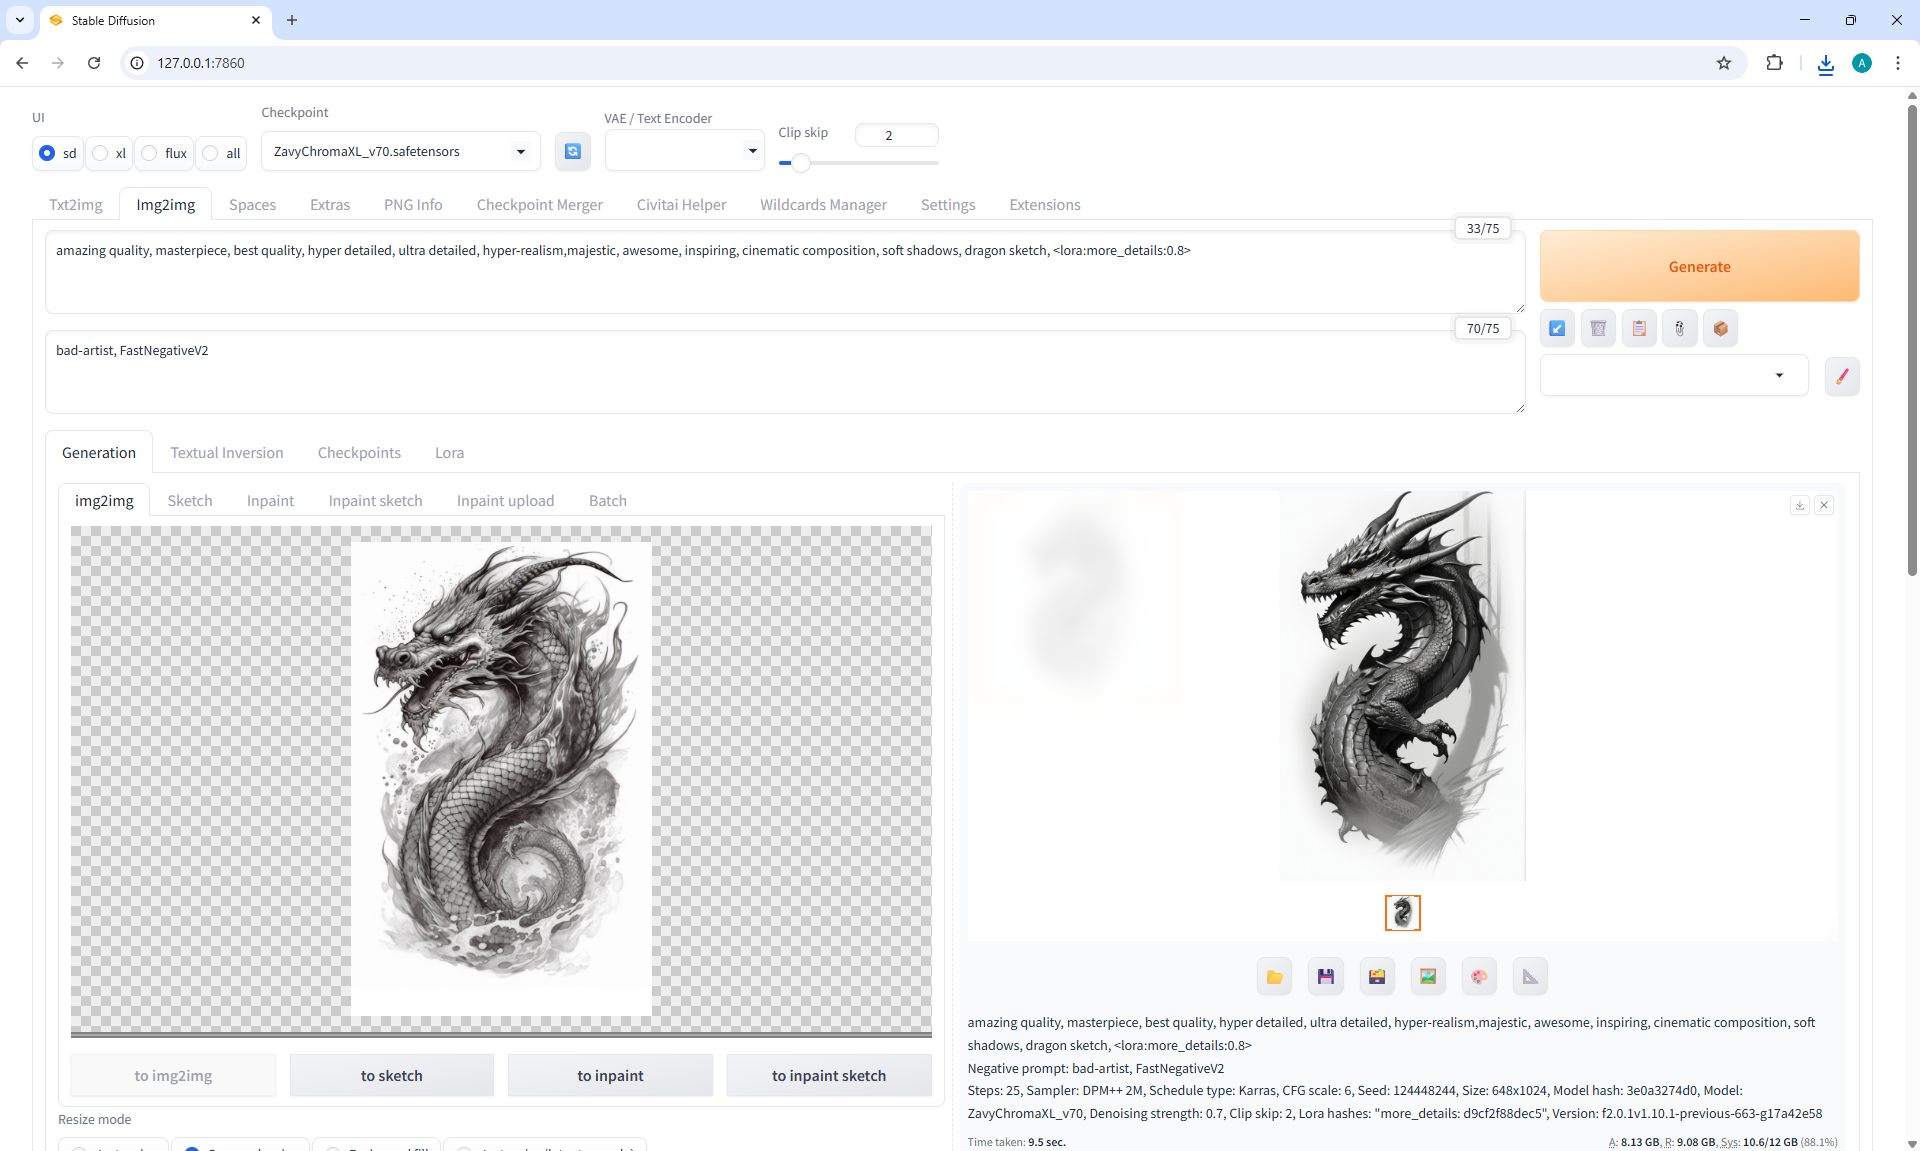 Stable Diffusion
127.0.0.1:7860
A
UI
Checkpoint
VAE / Text Encoder
Clip skip
2
sd
xl
flux
all
ZavyChromaXL_v70.safetensors
Txt2img
Img2img
Spaces
Extras
PNG Info
Checkpoint Merger
Civitai Helper
Wildcards Manager
Settings
Extensions
33/75
amazing quality, masterpiece, best quality, hyper detailed, ultra detailed, hyper-realism,majestic, awesome, inspiring, cinematic composition, soft shadows, dragon sketch, <lora:more_details:0.8>
Generate
70/75
bad-artist, FastNegativeV2
Generation
Textual Inversion
Checkpoints
Lora
img2img
Sketch
Inpaint
Inpaint sketch
Inpaint upload
Batch
to img2img
to sketch
to inpaint
to inpaint sketch
Resize mode
amazing quality, masterpiece, best quality, hyper detailed, ultra detailed, hyper-realism,majestic, awesome, inspiring, cinematic composition, soft
shadows, dragon sketch, <lora:more_details:0.8>
Negative prompt: bad-artist, FastNegativeV2
Steps: 25, Sampler: DPM++ 2M, Schedule type: Karras, CFG scale: 6, Seed: 124448244, Size: 648x1024, Model hash: 3e0a3274d0, Model:
ZavyChromaXL_v70, Denoising strength: 0.7, Clip skip: 2, Lora hashes: "more_details: d9cf2f88dec5", Version: f2.0.1v1.10.1-previous-663-g17a42e58
Time taken: 9.5 sec.
A: 8.13 GB, R: 9.08 GB, Sys: 10.6/12 GB (88.1%)